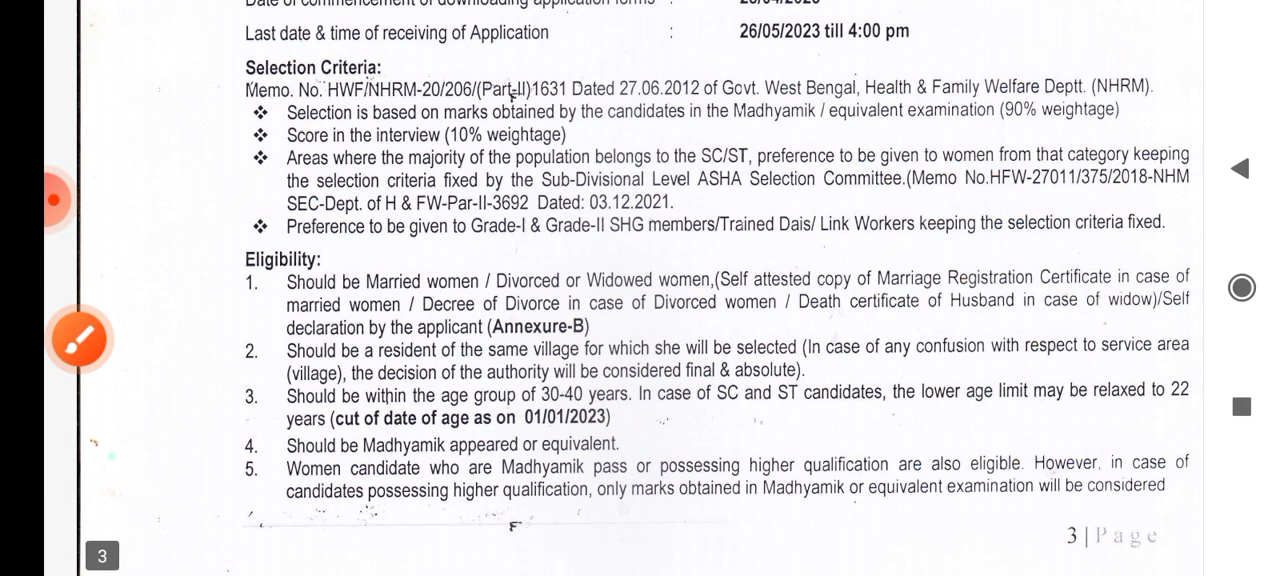 Date of commencement of downloading application forms :
Last date & time of receiving of Application : 26/05/2023 till 4:00 pm
Selection Criteria:
Memo. No. HWF/NHRM-20/206/(Part-II)1631 Dated 27.06.2012 of Govt. West Bengal, Health & Family Welfare Deptt. (NHRM).
❖ Selection is based on marks obtained by the candidates in the Madhyamik / equivalent examination (90% weightage)
❖ Score in the interview (10% weightage)
❖ Areas where the majority of the population belongs to the SC/ST, preference to be given to women from that category keeping
the selection criteria fixed by the Sub-Divisional Level ASHA Selection Committee.(Memo No.HFW-27011/375/2018-NHM
SEC-Dept. of H & FW-Par-II-3692 Dated: 03.12.2021.
❖ Preference to be given to Grade-I & Grade-II SHG members/Trained Dais/ Link Workers keeping the selection criteria fixed.
Eligibility:
1. Should be Married women / Divorced or Widowed women,(Self attested copy of Marriage Registration Certificate in case of
married women / Decree of Divorce in case of Divorced women / Death certificate of Husband in case of widow)/Self
declaration by the applicant (Annexure-B)
2. Should be a resident of the same village for which she will be selected (In case of any confusion with respect to service area
(village), the decision of the authority will be considered final & absolute).
3. Should be within the age group of 30-40 years. In case of SC and ST candidates, the lower age limit may be relaxed to 22
years (cut of date of age as on 01/01/2023)
4. Should be Madhyamik appeared or equivalent.
5. Women candidate who are Madhyamik pass or possessing higher qualification are also eligible. However, in case of
candidates possessing higher qualification, only marks obtained in Madhyamik or equivalent examination will be considered
3 | Page
3